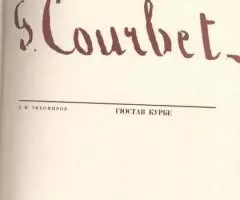 G. Courbet
А Н ТИХОМИРОВ
ГЮСТАВ КУРБЕ